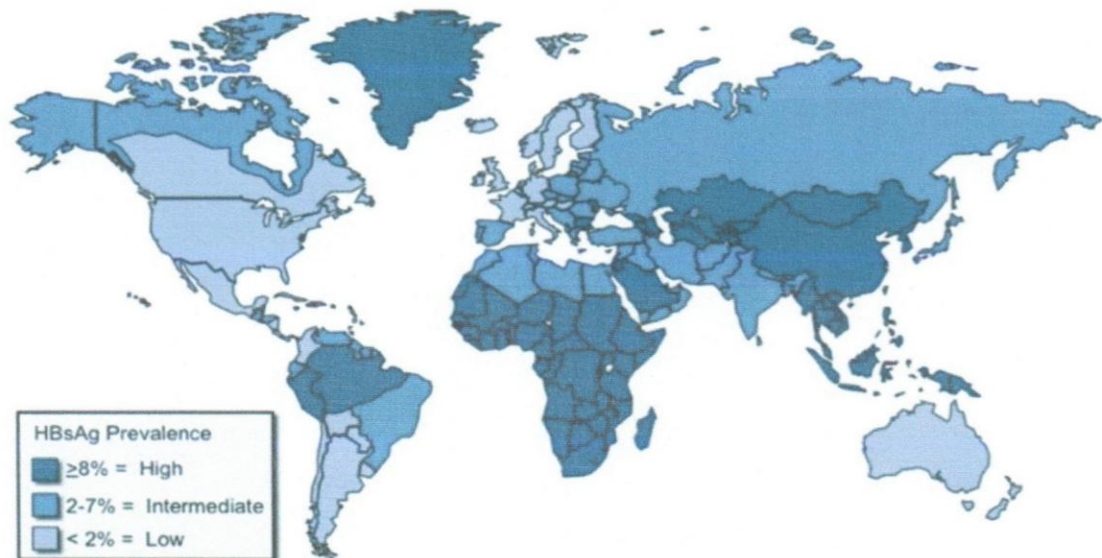 HBsAg Prevalence
≥8% = High
2-7% = Intermediate
< 2% = Low